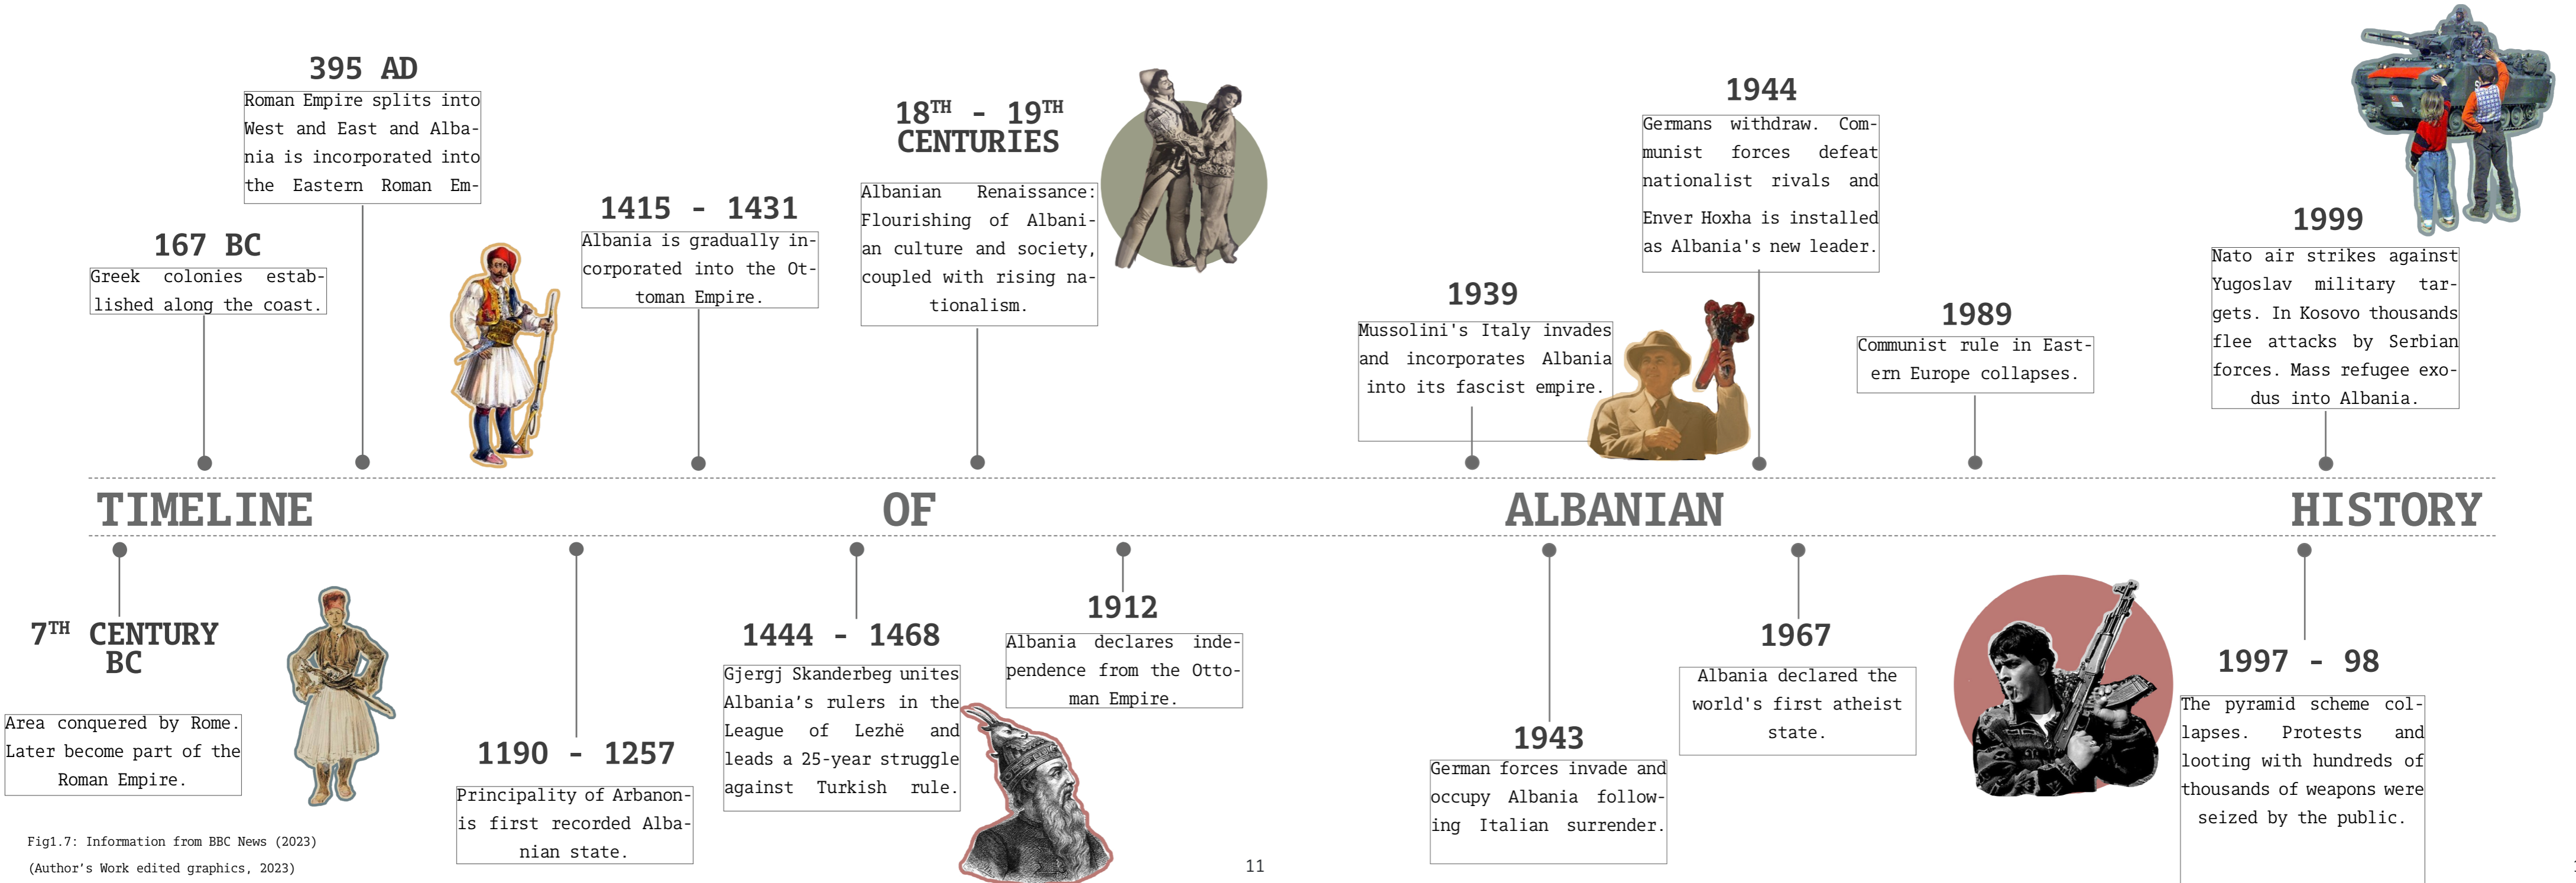 395 AD
Roman Empire splits into
West and East and Alba-
nia is incorporated into
the Eastern Roman Em-
167 BC
Greek colonies estab-
lished along the coast.
1415 - 1431
Albania is gradually in-
corporated into the Ot-
toman Empire.
18TH - 19TH
CENTURIES
Albanian Renaissance:
Flourishing of Albani-
an culture and society,
coupled with rising na-
tionalism.
1939
Mussolini's Italy invades
and incorporates Albania
into its fascist empire.
1944
Germans withdraw. Com-
munist forces defeat
nationalist rivals and
Enver Hoxha is installed
as Albania's new leader.
1989
Communist rule in East-
ern Europe collapses.
1999
Nato air strikes against
Yugoslav military tar-
gets. In Kosovo thousands
flee attacks by Serbian
forces. Mass refugee exo-
dus into Albania.
TIMELINE OF ALBANIAN HISTORY
7TH CENTURY
BC
Area conquered by Rome.
Later become part of the
Roman Empire.
1190 - 1257
Principality of Arbanon-
is first recorded Alba-
nian state.
1444 - 1468
Gjergj Skanderbeg unites
Albania’s rulers in the
League of Lezhë and
leads a 25-year struggle
against Turkish rule.
1912
Albania declares inde-
pendence from the Otto-
man Empire.
1943
German forces invade and
occupy Albania follow-
ing Italian surrender.
1967
Albania declared the
world's first atheist
state.
1997 - 98
The pyramid scheme col-
lapses. Protests and
looting with hundreds of
thousands of weapons were
seized by the public.
Fig1.7: Information from BBC News (2023)
(Author’s Work edited graphics, 2023)
11